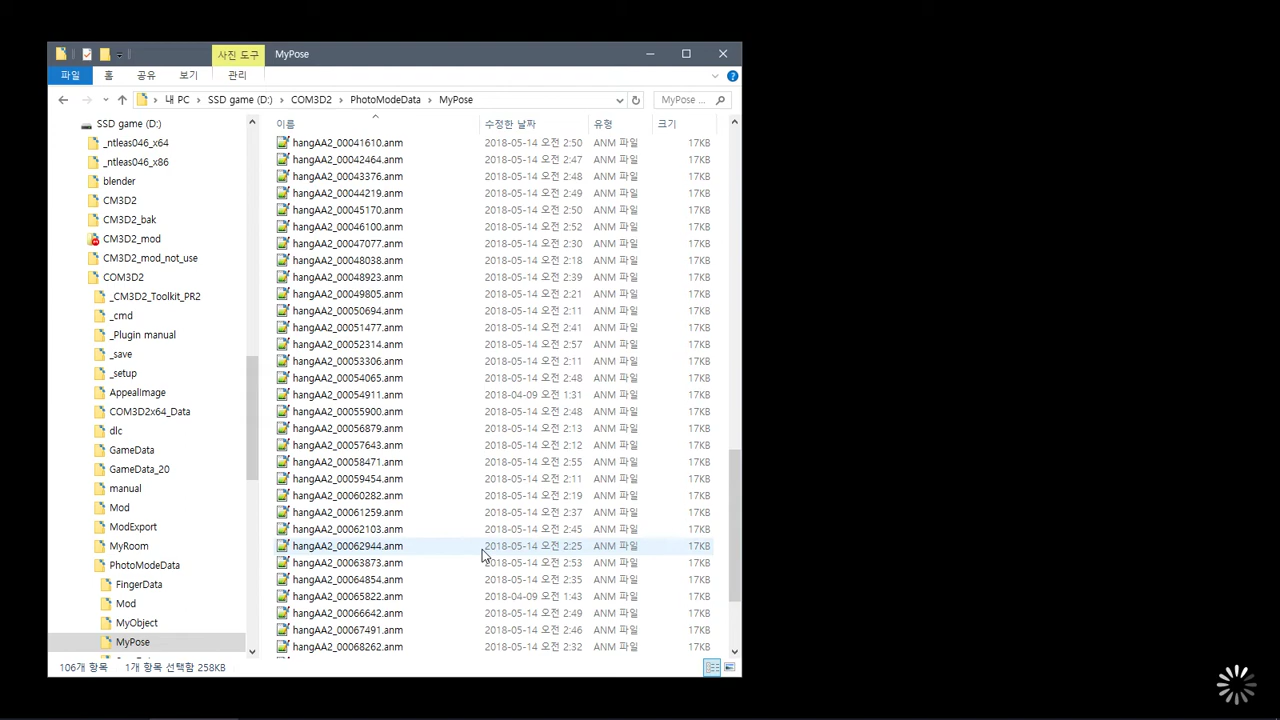 사진 도구 MyPose
파일 홈 공유 보기 관리
내 PC SSD game (D:) COM3D2 PhotoModeData MyPose MyPose ...
SSD game (D:)
_ntleas046_x64
_ntleas046_x86
blender
CM3D2
CM3D2_bak
CM3D2_mod
CM3D2_mod_not_use
COM3D2
_CM3D2_Toolkit_PR2
_cmd
_Plugin manual
_save
_setup
AppealImage
COM3D2x64_Data
dlc
GameData
GameData_20
manual
Mod
ModExport
MyRoom
PhotoModeData
FingerData
Mod
MyObject
MyPose
이름 수정한 날짜 유형 크기
hangAA2_00041610.anm 2018-05-14 오전 2:50 ANM 파일 17KB
hangAA2_00042464.anm 2018-05-14 오전 2:47 ANM 파일 17KB
hangAA2_00043376.anm 2018-05-14 오전 2:48 ANM 파일 17KB
hangAA2_00044219.anm 2018-05-14 오전 2:49 ANM 파일 17KB
hangAA2_00045170.anm 2018-05-14 오전 2:50 ANM 파일 17KB
hangAA2_00046100.anm 2018-05-14 오전 2:52 ANM 파일 17KB
hangAA2_00047077.anm 2018-05-14 오전 2:30 ANM 파일 17KB
hangAA2_00048038.anm 2018-05-14 오전 2:18 ANM 파일 17KB
hangAA2_00048923.anm 2018-05-14 오전 2:39 ANM 파일 17KB
hangAA2_00049805.anm 2018-05-14 오전 2:21 ANM 파일 17KB
hangAA2_00050694.anm 2018-05-14 오전 2:11 ANM 파일 17KB
hangAA2_00051477.anm 2018-05-14 오전 2:41 ANM 파일 17KB
hangAA2_00052314.anm 2018-05-14 오전 2:57 ANM 파일 17KB
hangAA2_00053306.anm 2018-05-14 오전 2:11 ANM 파일 17KB
hangAA2_00054065.anm 2018-05-14 오전 2:48 ANM 파일 17KB
hangAA2_00054911.anm 2018-04-09 오전 1:31 ANM 파일 17KB
hangAA2_00055900.anm 2018-05-14 오전 2:48 ANM 파일 17KB
hangAA2_00056879.anm 2018-05-14 오전 2:13 ANM 파일 17KB
hangAA2_00057643.anm 2018-05-14 오전 2:12 ANM 파일 17KB
hangAA2_00058471.anm 2018-05-14 오전 2:55 ANM 파일 17KB
hangAA2_00059454.anm 2018-05-14 오전 2:11 ANM 파일 17KB
hangAA2_00060282.anm 2018-05-14 오전 2:19 ANM 파일 17KB
hangAA2_00061259.anm 2018-05-14 오전 2:37 ANM 파일 17KB
hangAA2_00062103.anm 2018-05-14 오전 2:45 ANM 파일 17KB
hangAA2_00062944.anm 2018-05-14 오전 2:25 ANM 파일 17KB
hangAA2_00063873.anm 2018-05-14 오전 2:53 ANM 파일 17KB
hangAA2_00064854.anm 2018-05-14 오전 2:35 ANM 파일 17KB
hangAA2_00065822.anm 2018-04-09 오전 1:43 ANM 파일 17KB
hangAA2_00066642.anm 2018-05-14 오전 2:49 ANM 파일 17KB
hangAA2_00067491.anm 2018-05-14 오전 2:46 ANM 파일 17KB
hangAA2_00068262.anm 2018-05-14 오전 2:32 ANM 파일 17KB
106개 항목 1개 항목 선택함 258KB